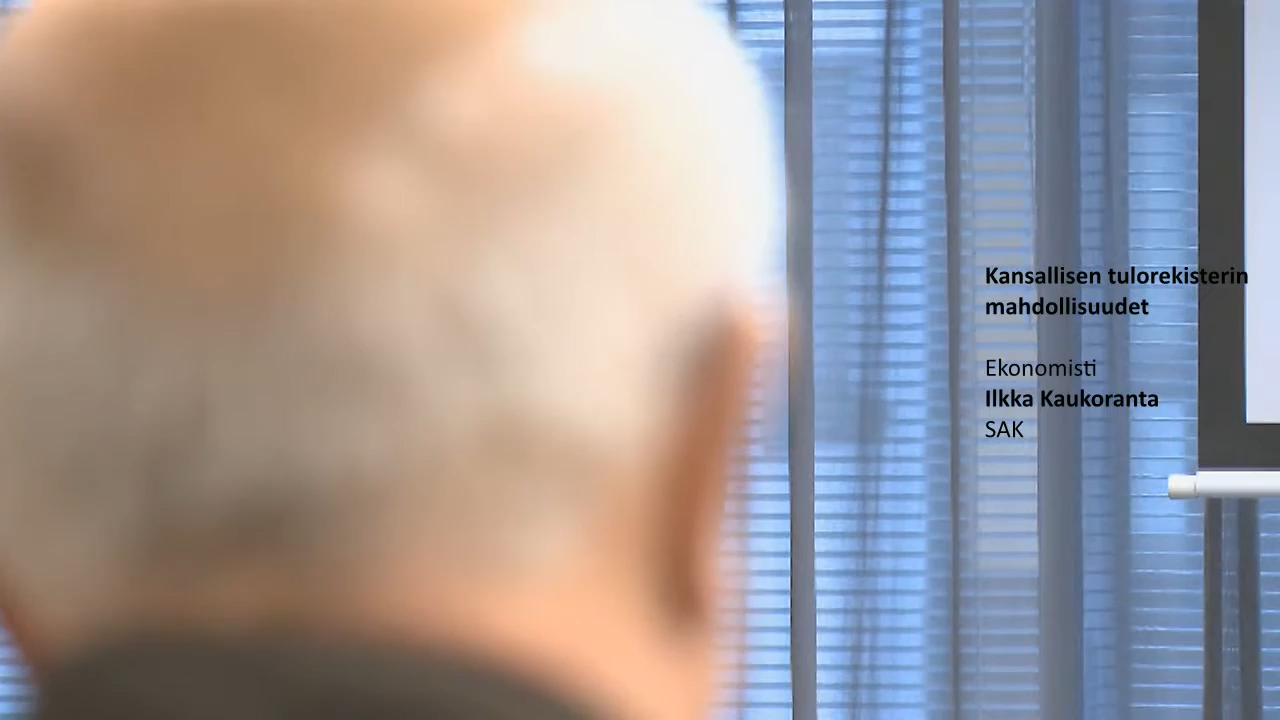 Kansallisen tulorekisterin
mahdollisuudet
Ekonomisti
Ilkka Kaukoranta
SAK